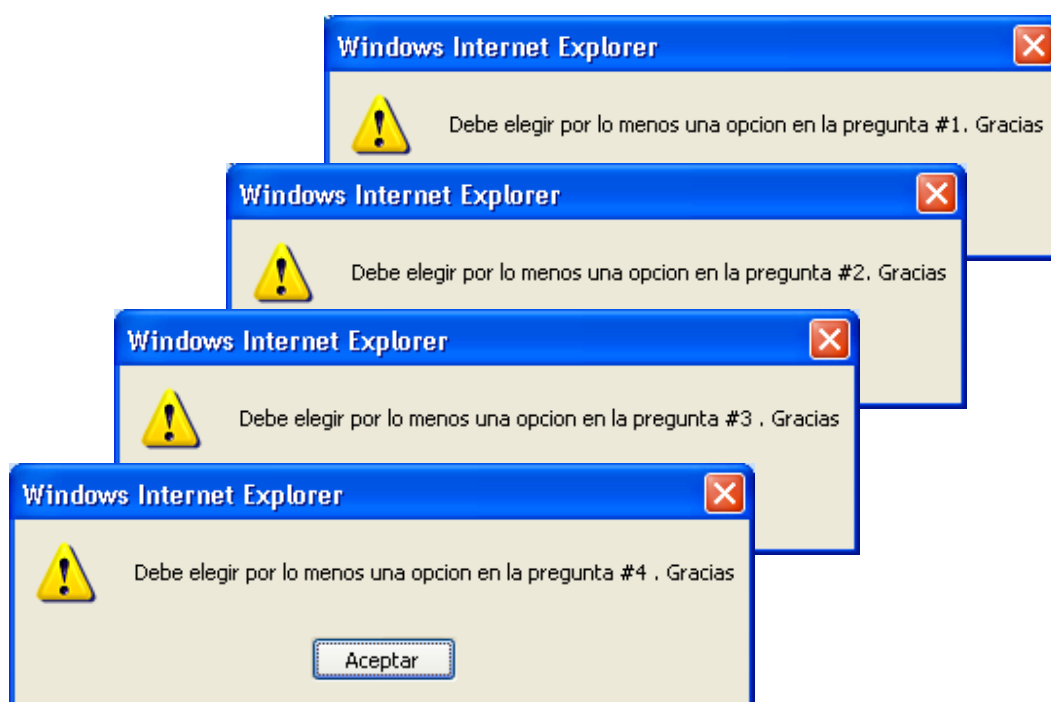 Windows Internet Explorer
Debe elegir por lo menos una opcion en la pregunta #1. Gracias
Windows Internet Explorer
Debe elegir por lo menos una opcion en la pregunta #2. Gracias
Windows Internet Explorer
Debe elegir por lo menos una opcion en la pregunta #3 . Gracias
Windows Internet Explorer
Debe elegir por lo menos una opcion en la pregunta #4 . Gracias
Aceptar